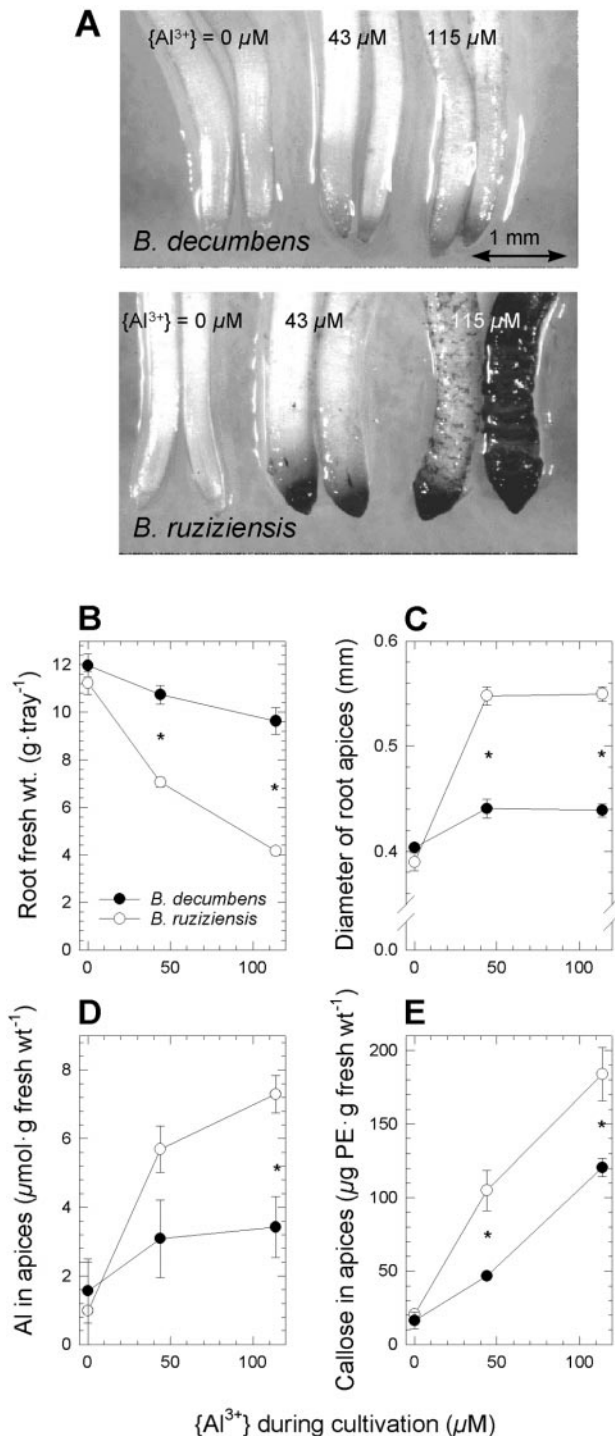 A
{Al³⁺} = 0 µM 43 µM 115 µM
B. decumbens
1 mm
{Al³⁺} = 0 µM 43 µM 115 µM
B. ruziziensis
B
Root fresh wt. (g·tray⁻¹)
12
10
8
6
4
2
0
* *
B. decumbens
B. ruziziensis
0 50 100
C
Diameter of root apices (mm)
0.6
0.5
0.4
0.0
* *
0 50 100
D
Al in apices (µmol·g fresh wt⁻¹)
8
6
4
2
0
*
0 50 100
E
Callose in apices (µg PE·g fresh wt⁻¹)
200
150
100
50
0
* *
0 50 100
{Al³⁺} during cultivation (µM)